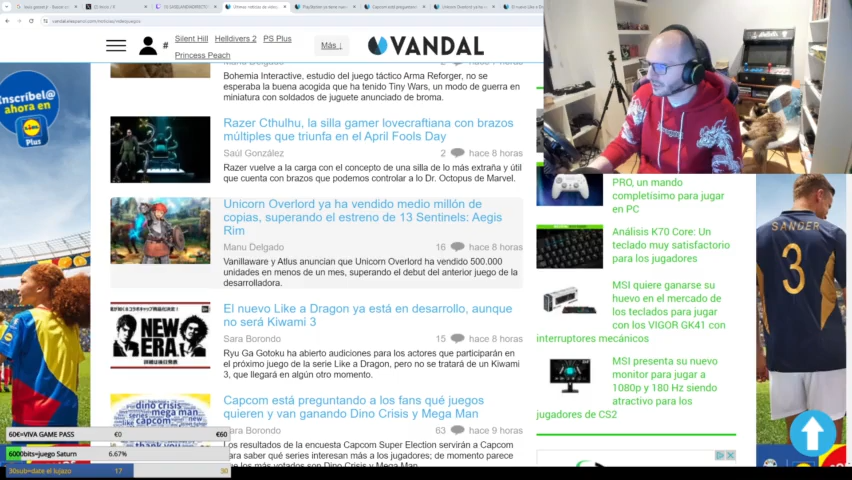 vandal.elespanol.com/noticias/videojuegos
#
Silent Hill Helldivers 2 PS Plus
Princess Peach
Más ↓
VANDAL
Inscríbel@
ahora en
Plus
Bohemia Interactive, estudio del juego táctico Arma Reforger, no se
esperaba la buena acogida que ha tenido Tiny Wars, un modo de guerra en
miniatura con soldados de juguete anunciado de broma.
Razer Cthulhu, la silla gamer lovecraftiana con brazos
múltiples que triunfa en el April Fools Day
Saúl González
2 hace 8 horas
Razer vuelve a la carga con el concepto de una silla de lo más extraña y útil
que cuenta con brazos que podemos controlar a lo Dr. Octopus de Marvel.
Unicorn Overlord ya ha vendido medio millón de
copias, superando el estreno de 13 Sentinels: Aegis
Rim
Manu Delgado
16 hace 8 horas
Vanillaware y Atlus anuncian que Unicorn Overlord ha vendido 500.000
unidades en menos de un mes, superando el debut del anterior juego de la
desarrolladora.
NEW
ERA
El nuevo Like a Dragon ya está en desarrollo, aunque
no será Kiwami 3
Sara Borondo
15 hace 8 horas
Ryu Ga Gotoku ha abierto audiciones para los actores que participarán en
el próximo juego de la serie Like a Dragon, pero no se tratará de un Kiwami
3, que llegará en algún otro momento.
dino crisis
mega man
capcom
Capcom está preguntando a los fans qué juegos
quieren y van ganando Dino Crisis y Mega Man
Sara Borondo
63 hace 9 horas
Los resultados de la encuesta Capcom Super Election servirán a Capcom
para saber qué series interesan más a los jugadores; de momento parece
PRO, un mando
completísimo para jugar
en PC
Análisis K70 Core: Un
teclado muy satisfactorio
para los jugadores
MSI quiere ganarse su
huevo en el mercado de
los teclados para jugar
con los VIGOR GK41 con
interruptores mecánicos
MSI presenta su nuevo
monitor para jugar a
1080p y 180 Hz siendo
atractivo para los
jugadores de CS2
SANDER
3
60€=VIVA GAME PASS €0 €60
6000bits=juego Saturn 6.67%
30sub=date el lujazo 17 30